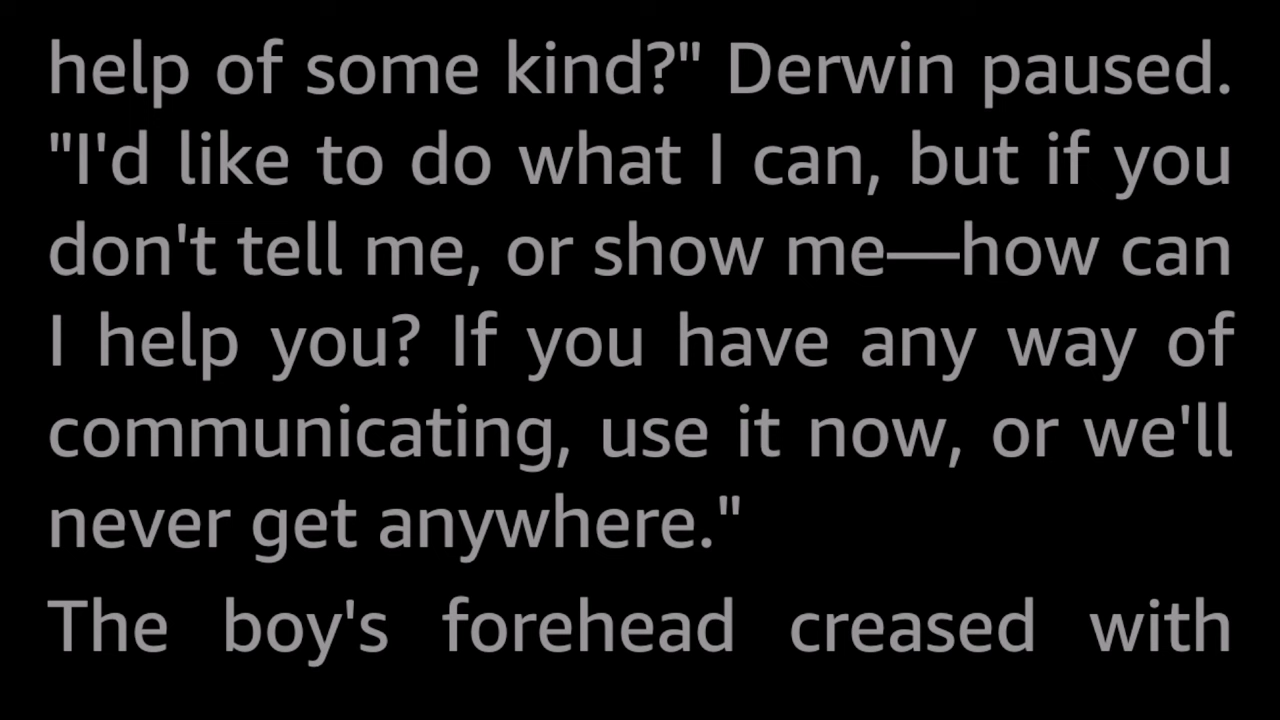 help of some kind?" Derwin paused.
"I'd like to do what I can, but if you
don't tell me, or show me—how can
I help you? If you have any way of
communicating, use it now, or we'll
never get anywhere."
The boy's forehead creased with